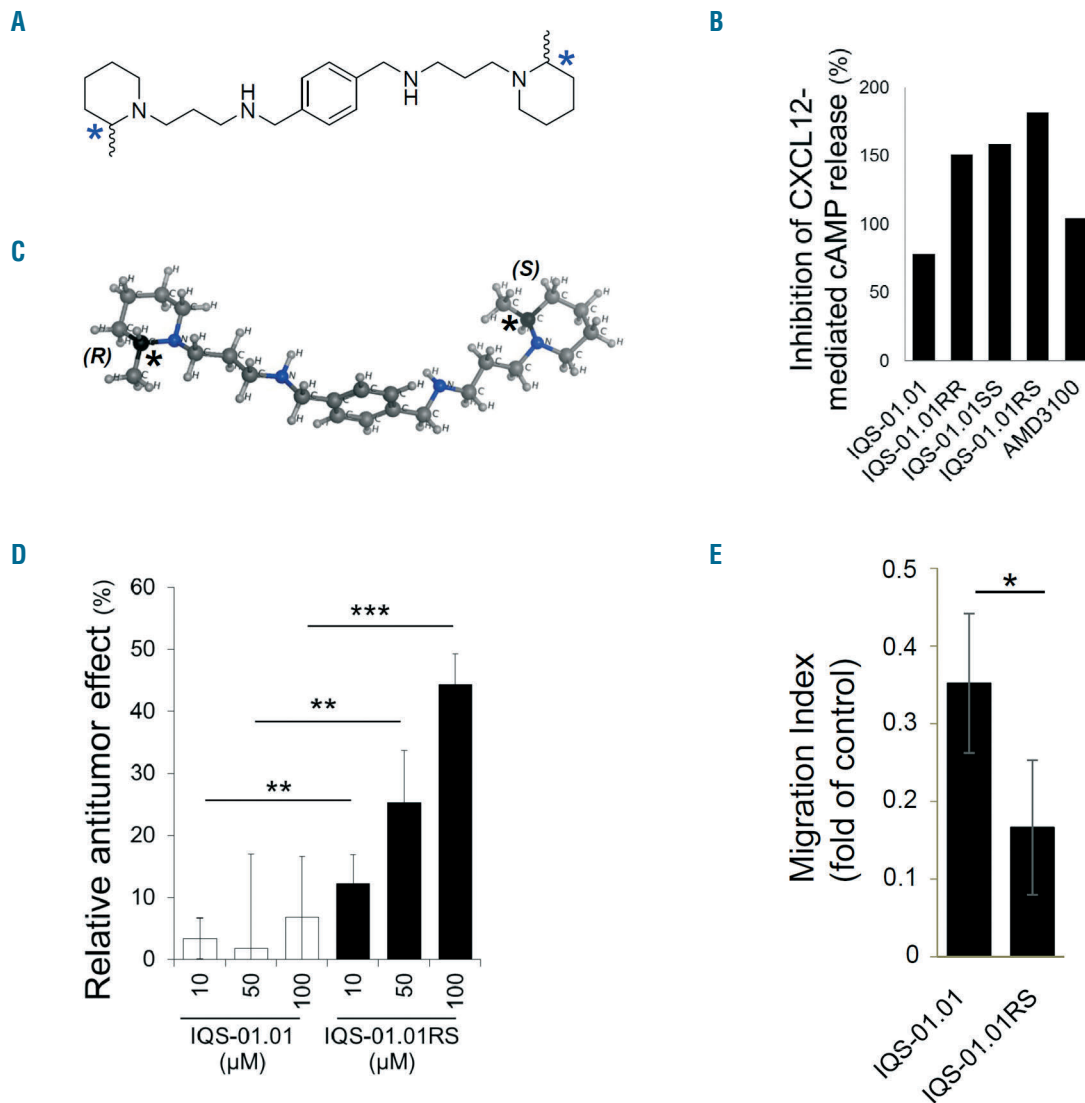 A
N
N
H
N
H
N
*
*
B
Inhibition of CXCL12-
mediated cAMP release (%)
200
150
100
50
0
IQS-01.01
IQS-01.01RR
IQS-01.01SS
IQS-01.01RS
AMD3100
C
(R)
*
(S)
*
D
Relative antitumor effect (%)
60
50
40
30
20
10
0
***
**
**
10
50
100
10
50
100
IQS-01.01
(µM)
IQS-01.01RS
(µM)
E
Migration Index
(fold of control)
0.5
0.4
0.3
0.2
0.1
0
*
IQS-01.01
IQS-01.01RS